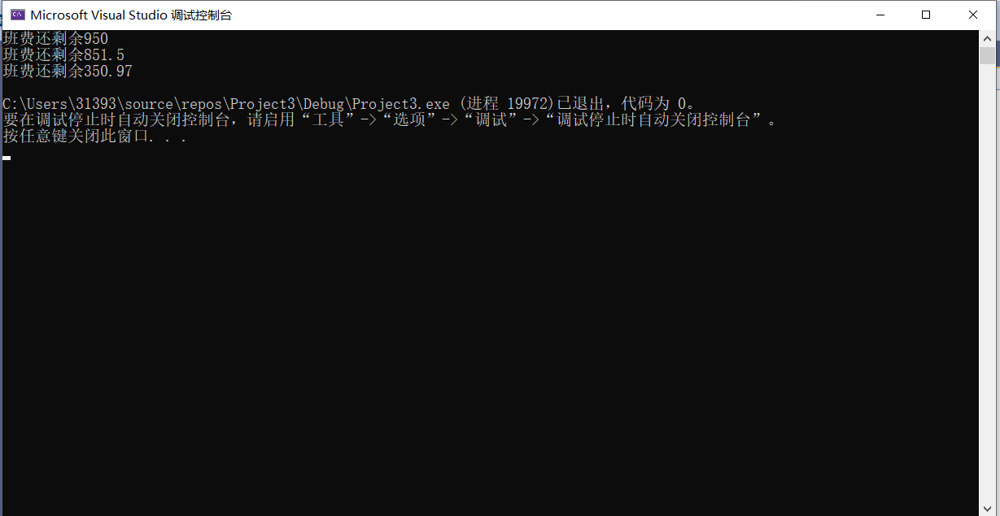 Microsoft Visual Studio 调试控制台
班费还剩余950
班费还剩余851.5
班费还剩余350.97
C:\Users\31393\source\repos\Project3\Debug\Project3.exe (进程 19972)已退出，代码为 0。
要在调试停止时自动关闭控制台，请启用“工具”->“选项”->“调试”->“调试停止时自动关闭控制台”。
按任意键关闭此窗口. . .